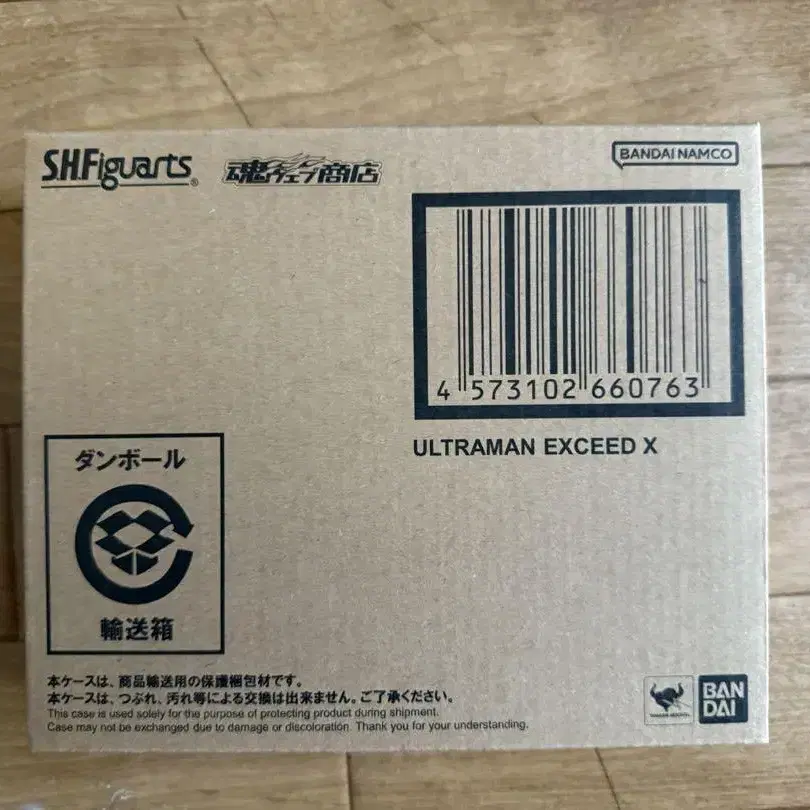 S.H.Figuarts®
魂ウェブ商店
BANDAI NAMCO
4 573102 660763
ULTRAMAN EXCEED X
ダンボール
輸送箱
本ケースは、商品輸送用の保護梱包材です。
本ケースは、つぶれ、汚れ等による交換は出来ません。ご了承ください。
This case is used solely for the purpose of protecting product during shipment.
Case may not be exchanged due to damage or discoloration. Thank you for your understanding.
BAN
DAI